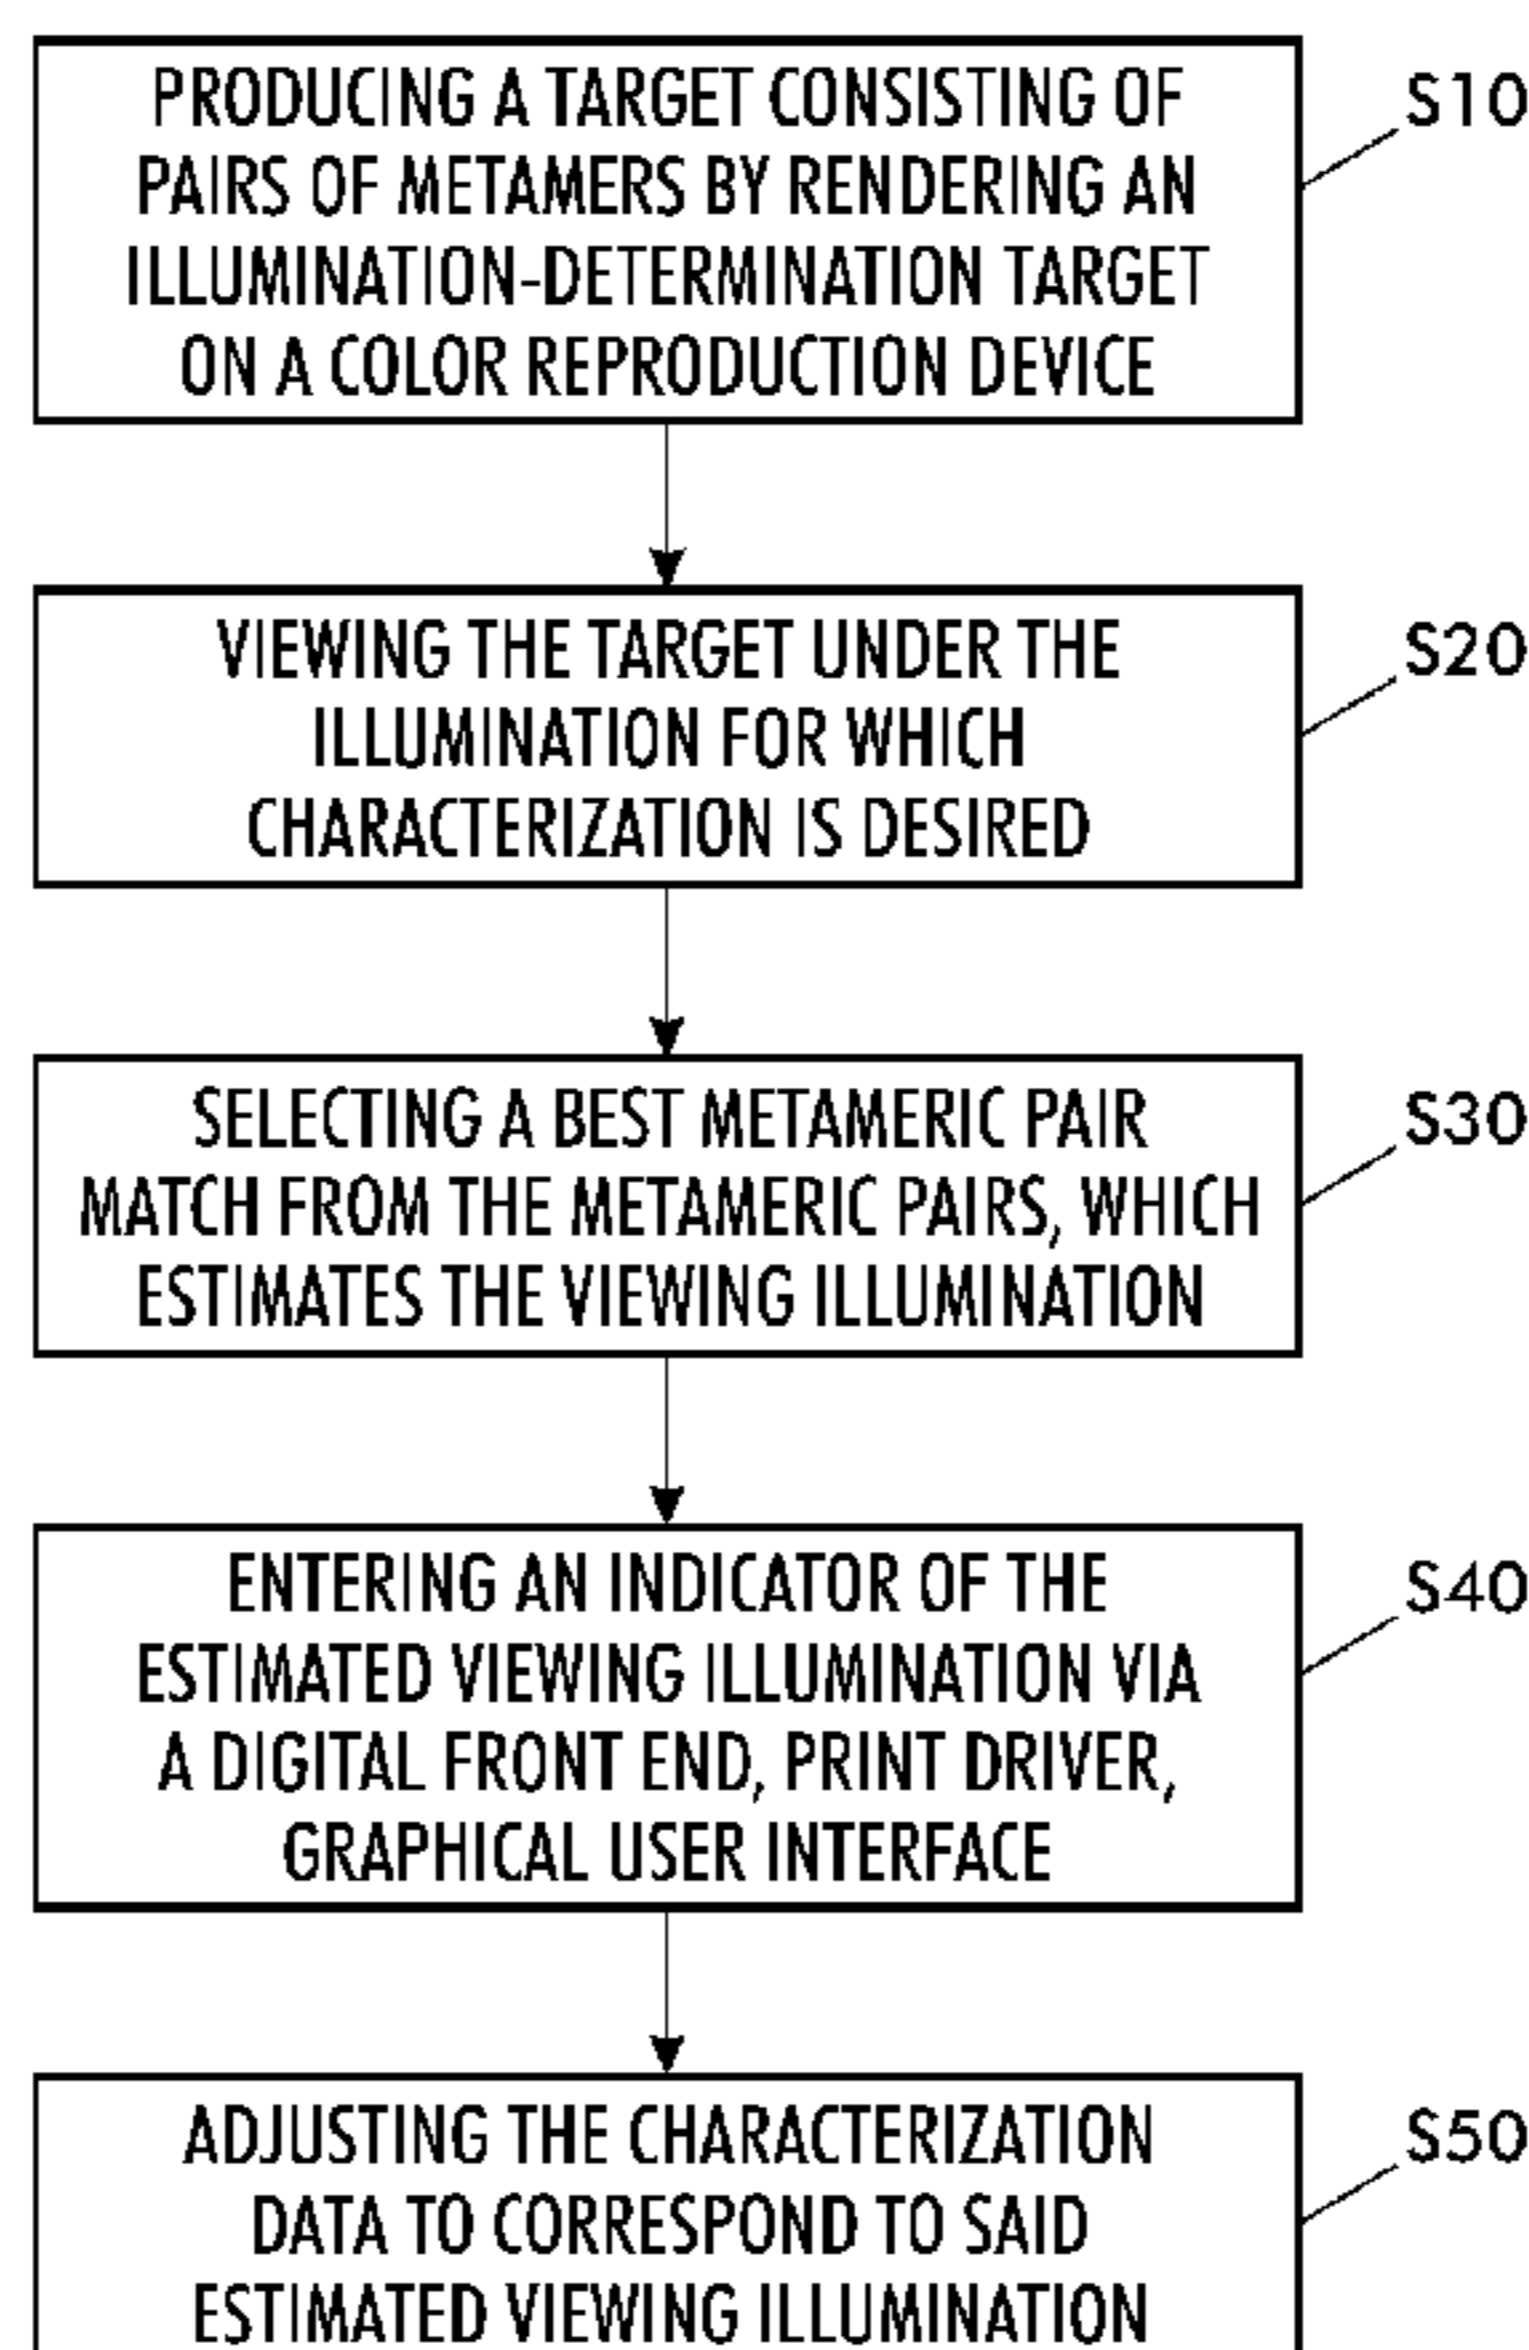 PRODUCING A TARGET CONSISTING OF
PAIRS OF METAMERS BY RENDERING AN
ILLUMINATION-DETERMINATION TARGET
ON A COLOR REPRODUCTION DEVICE
S10
VIEWING THE TARGET UNDER THE
ILLUMINATION FOR WHICH
CHARACTERIZATION IS DESIRED
S20
SELECTING A BEST METAMERIC PAIR
MATCH FROM THE METAMERIC PAIRS, WHICH
ESTIMATES THE VIEWING ILLUMINATION
S30
ENTERING AN INDICATOR OF THE
ESTIMATED VIEWING ILLUMINATION VIA
A DIGITAL FRONT END, PRINT DRIVER,
GRAPHICAL USER INTERFACE
S40
ADJUSTING THE CHARACTERIZATION
DATA TO CORRESPOND TO SAID
ESTIMATED VIEWING ILLUMINATION
S50